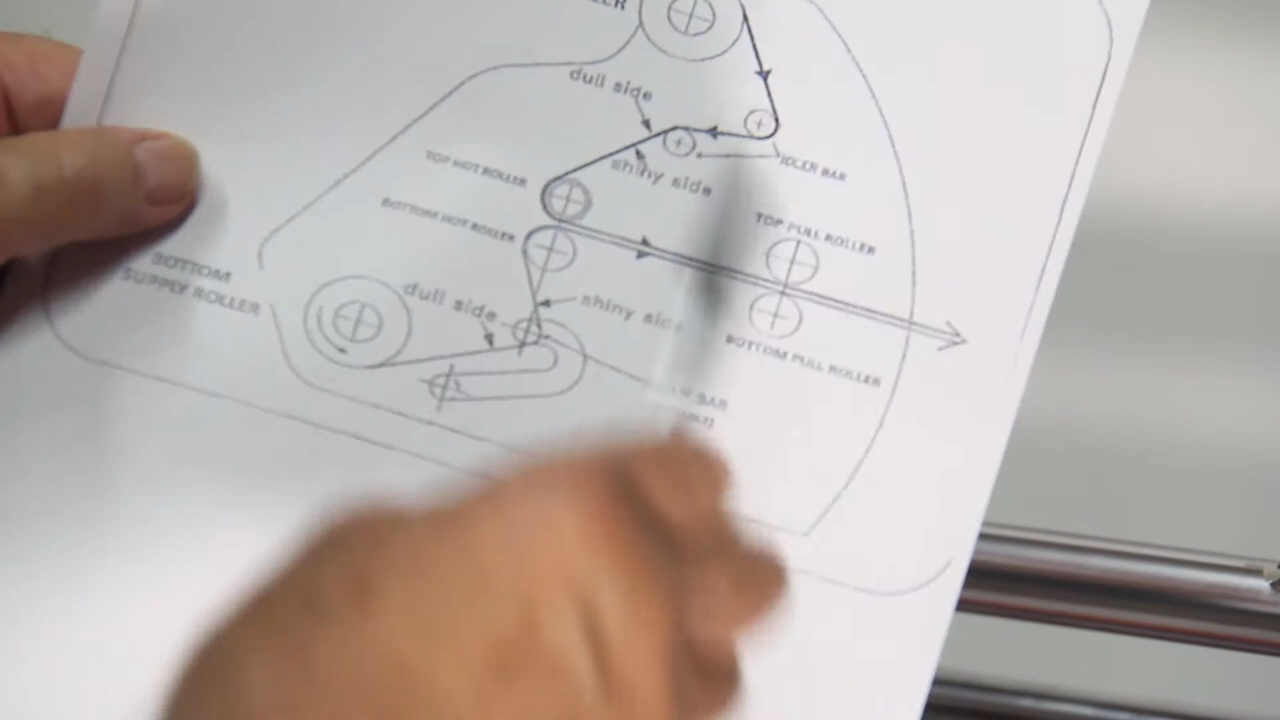 dull side
IDLER BAR
shiny side
TOP HOT ROLLER
BOTTOM HOT ROLLER
TOP PULL ROLLER
BOTTOM
SUPPLY ROLLER
dull side
shiny side
BOTTOM PULL ROLLER
BAR